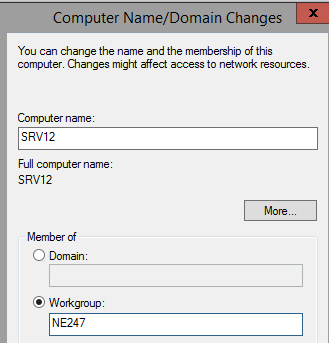 Computer Name/Domain Changes
x
You can change the name and the membership of this
computer. Changes might affect access to network resources.
Computer name:
SRV12
Full computer name:
SRV12
More...
Member of
Domain:
Workgroup:
NE247